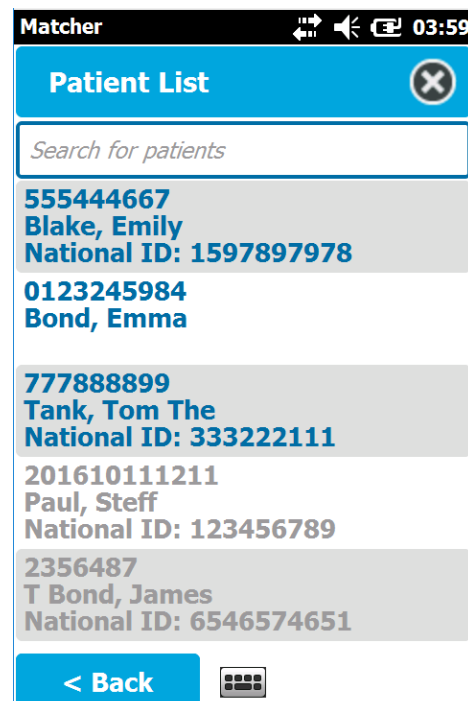 Matcher 03:59
Patient List
Search for patients
555444667
Blake, Emily
National ID: 1597897978
0123245984
Bond, Emma
777888899
Tank, Tom The
National ID: 333222111
201610111211
Paul, Steff
National ID: 123456789
2356487
T Bond, James
National ID: 6546574651
< Back